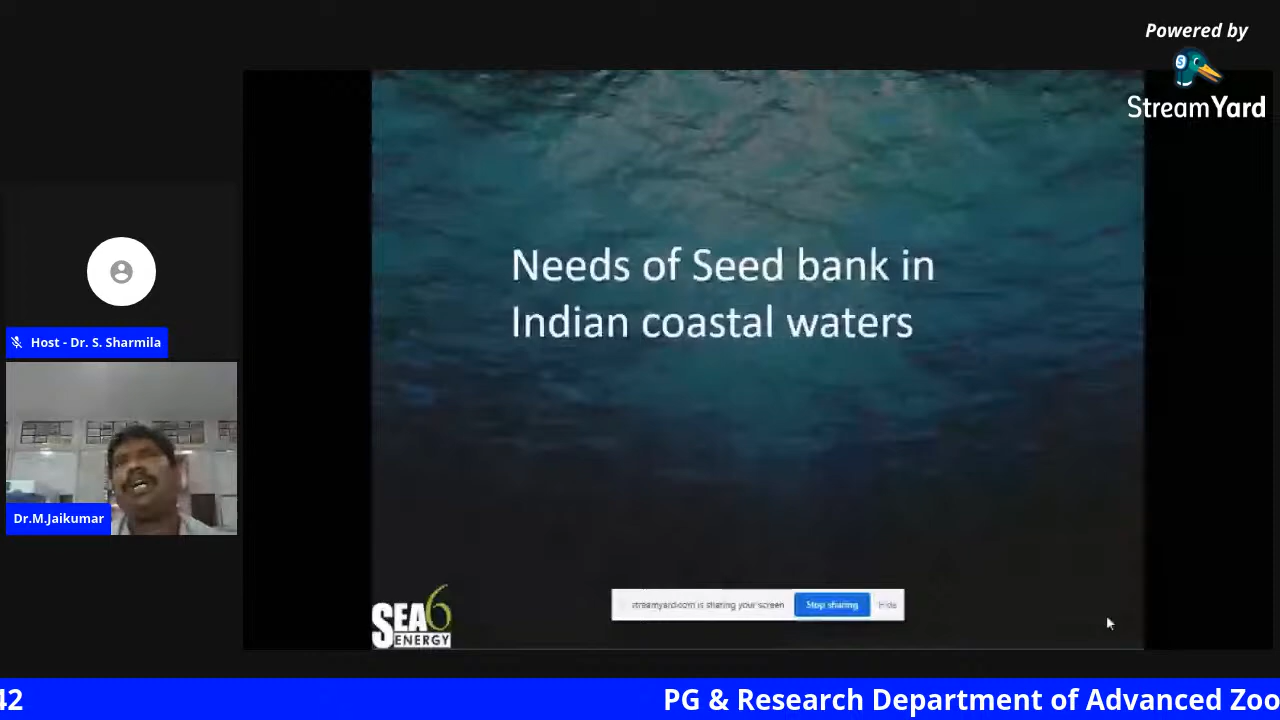 Powered by
StreamYard
Needs of Seed bank in
Indian coastal waters
Host - Dr. S. Sharmila
Dr.M.Jaikumar
SEA6
ENERGY
streamyard.com is sharing your screen
Stop sharing
Hide
42
PG & Research Department of Advanced Zoo